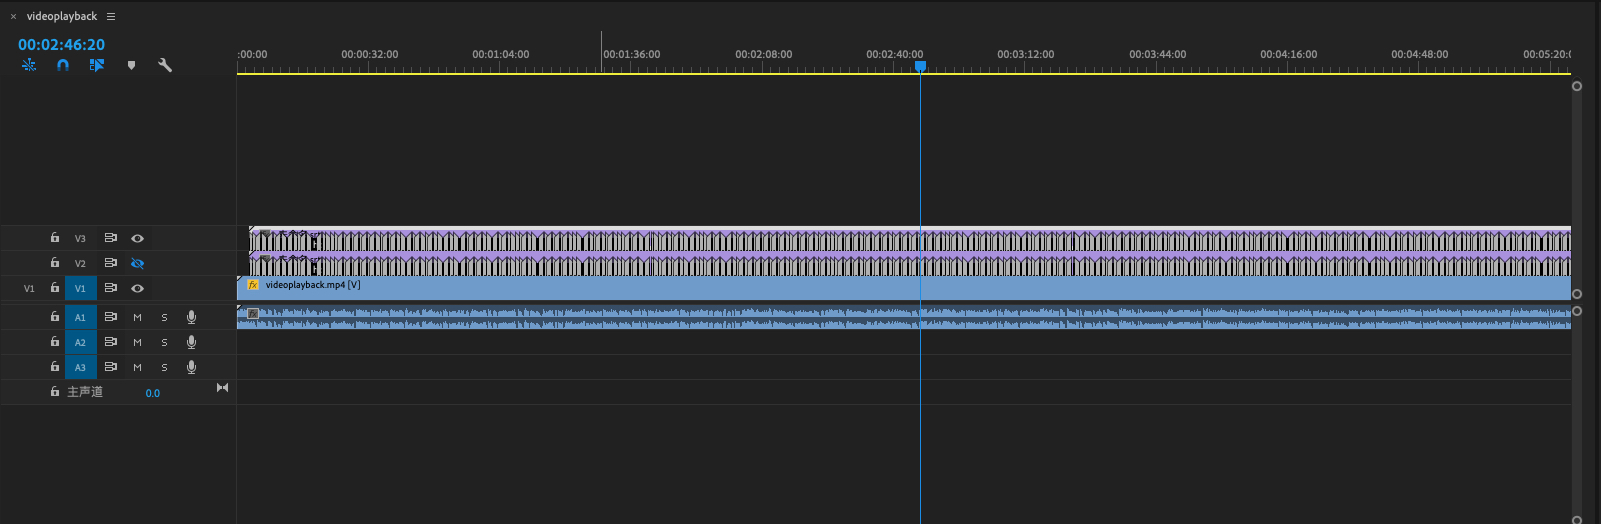 × videoplayback ☰
00:02:46:20
:00:00 00:00:32:00 00:01:04:00 00:01:36:00 00:02:08:00 00:02:40:00 00:03:12:00 00:03:44:00 00:04:16:00 00:04:48:00 00:05:20:0
V3
V2
V1 V1 fx videoplayback.mp4 [V]
A1 M S fx
A2 M S
A3 M S
主声道 0.0